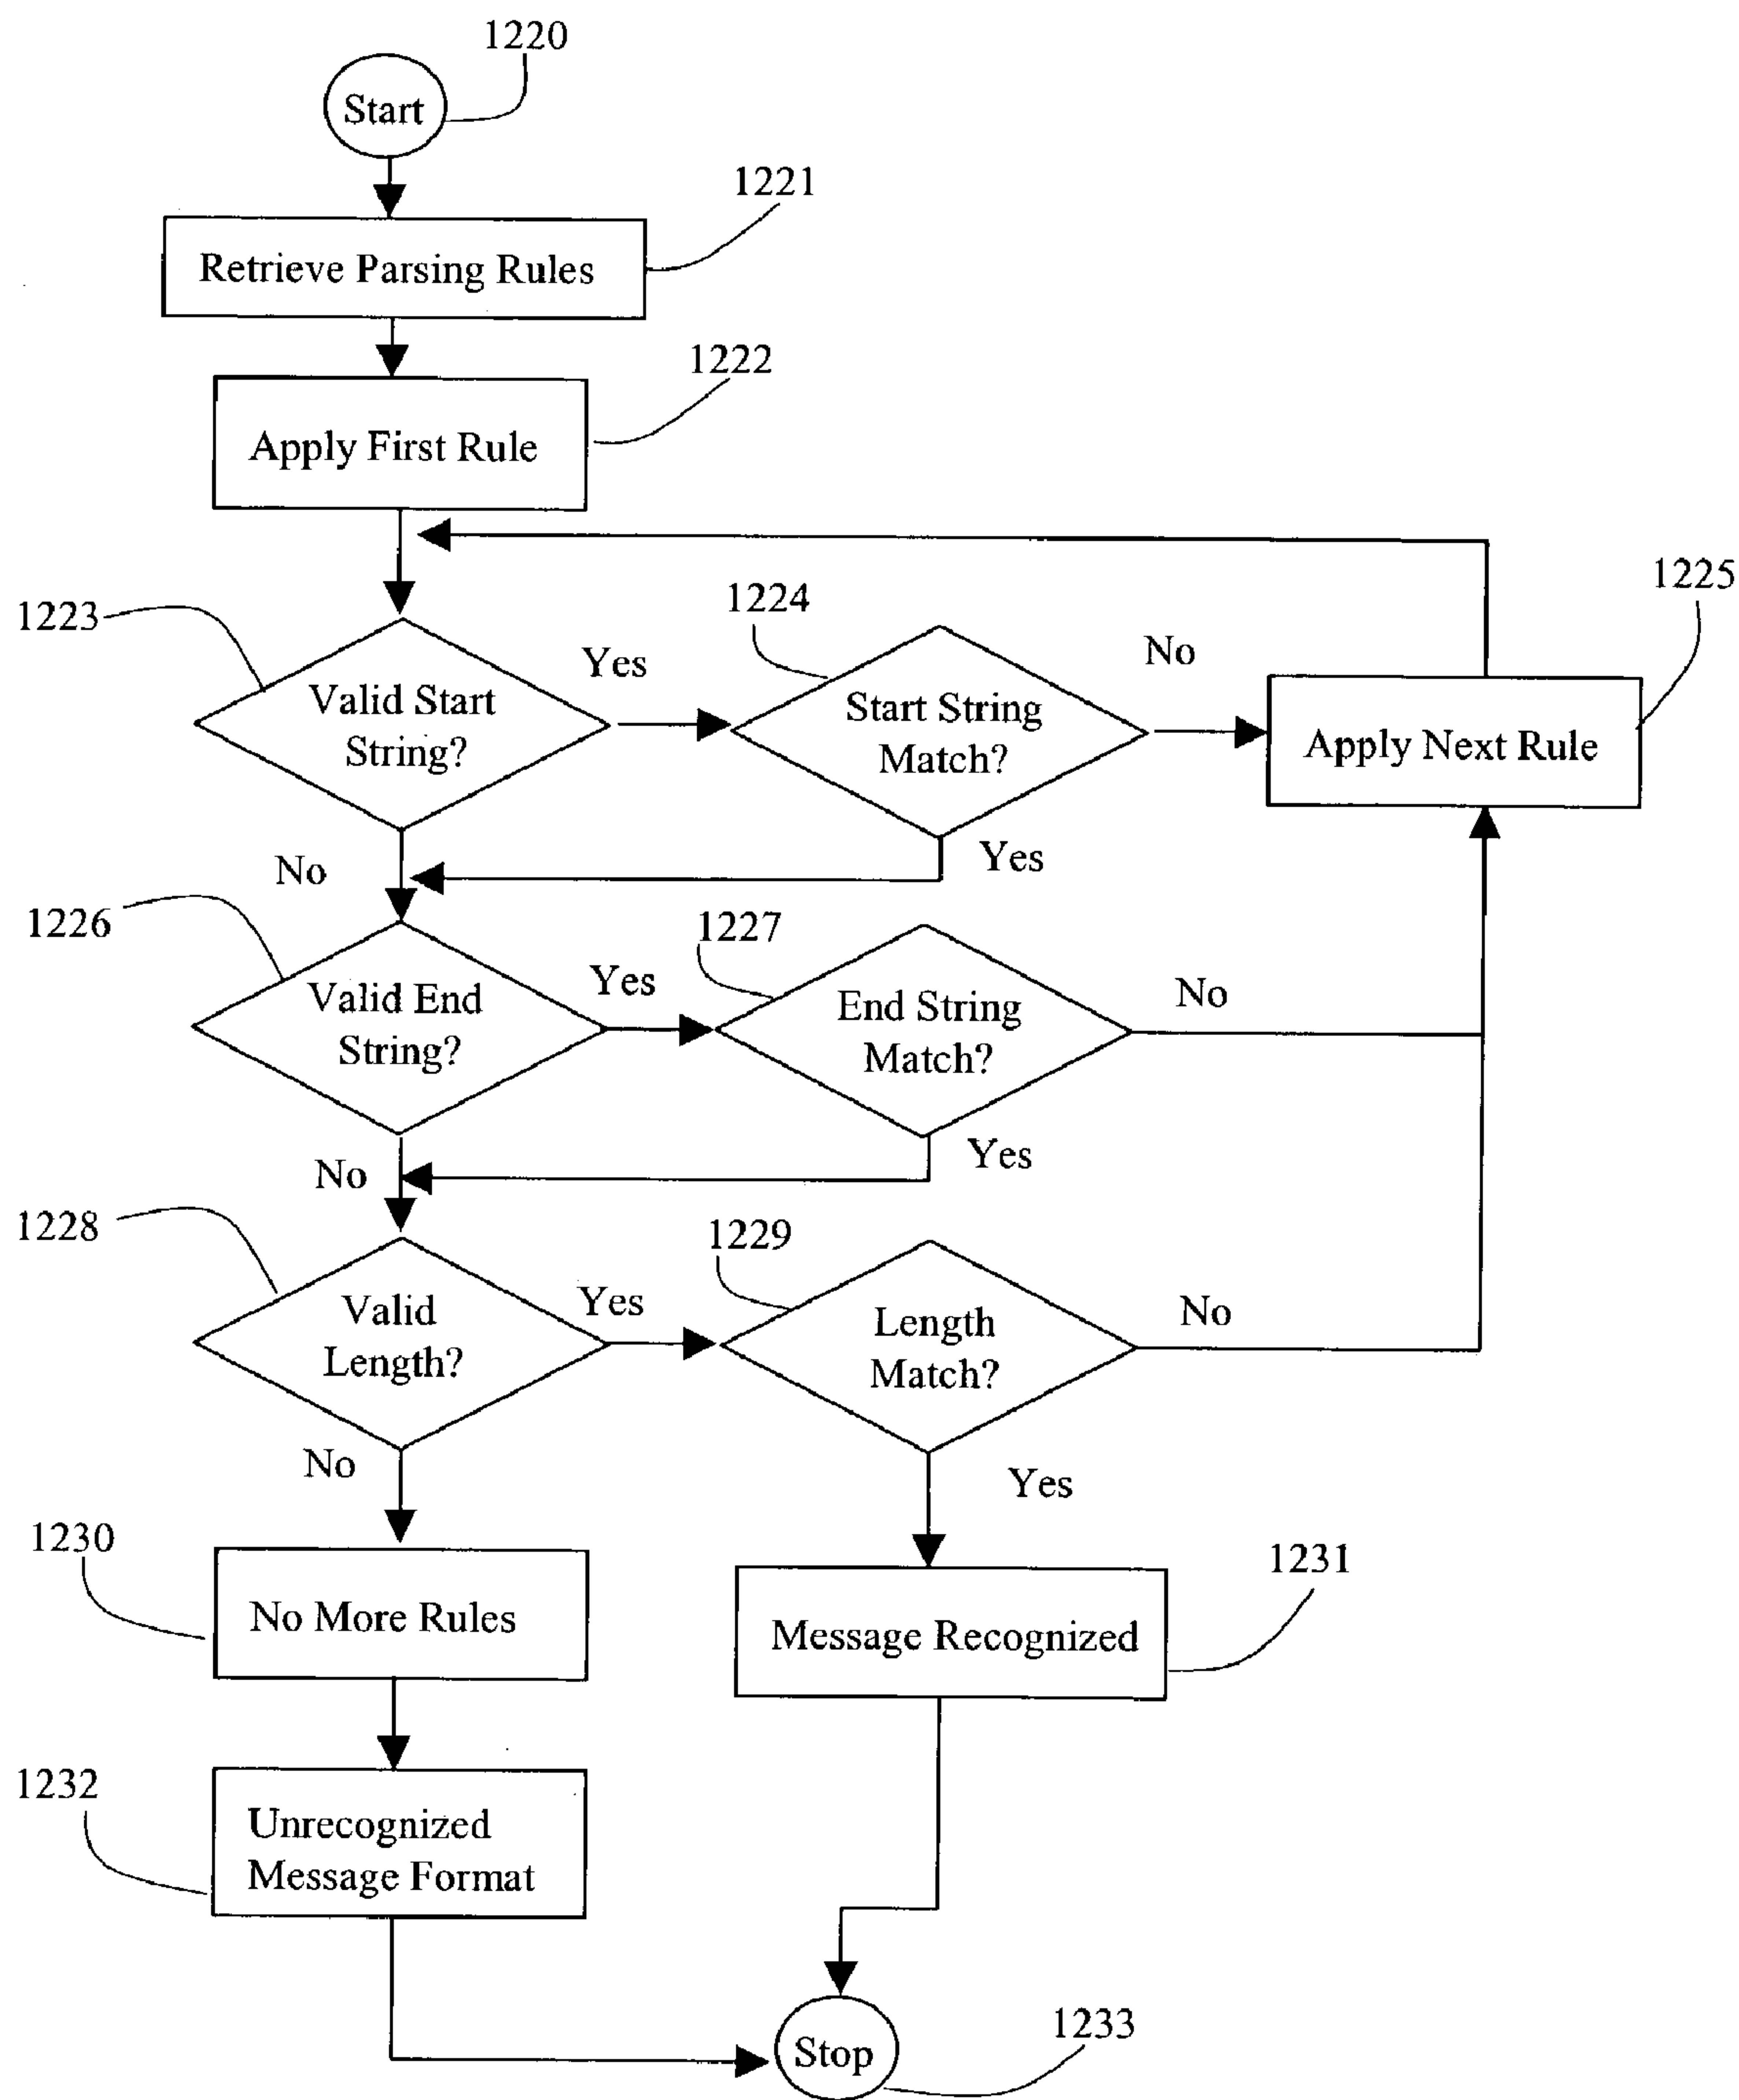 1220
Start
1221
Retrieve Parsing Rules
1222
Apply First Rule
1223
Valid Start
String?
Yes
1224
Start String
Match?
No
1225
Apply Next Rule
No
Yes
1226
Valid End
String?
Yes
1227
End String
Match?
No
No
Yes
1228
Valid
Length?
Yes
1229
Length
Match?
No
No
Yes
1230
No More Rules
1231
Message Recognized
1232
Unrecognized
Message Format
Stop
1233